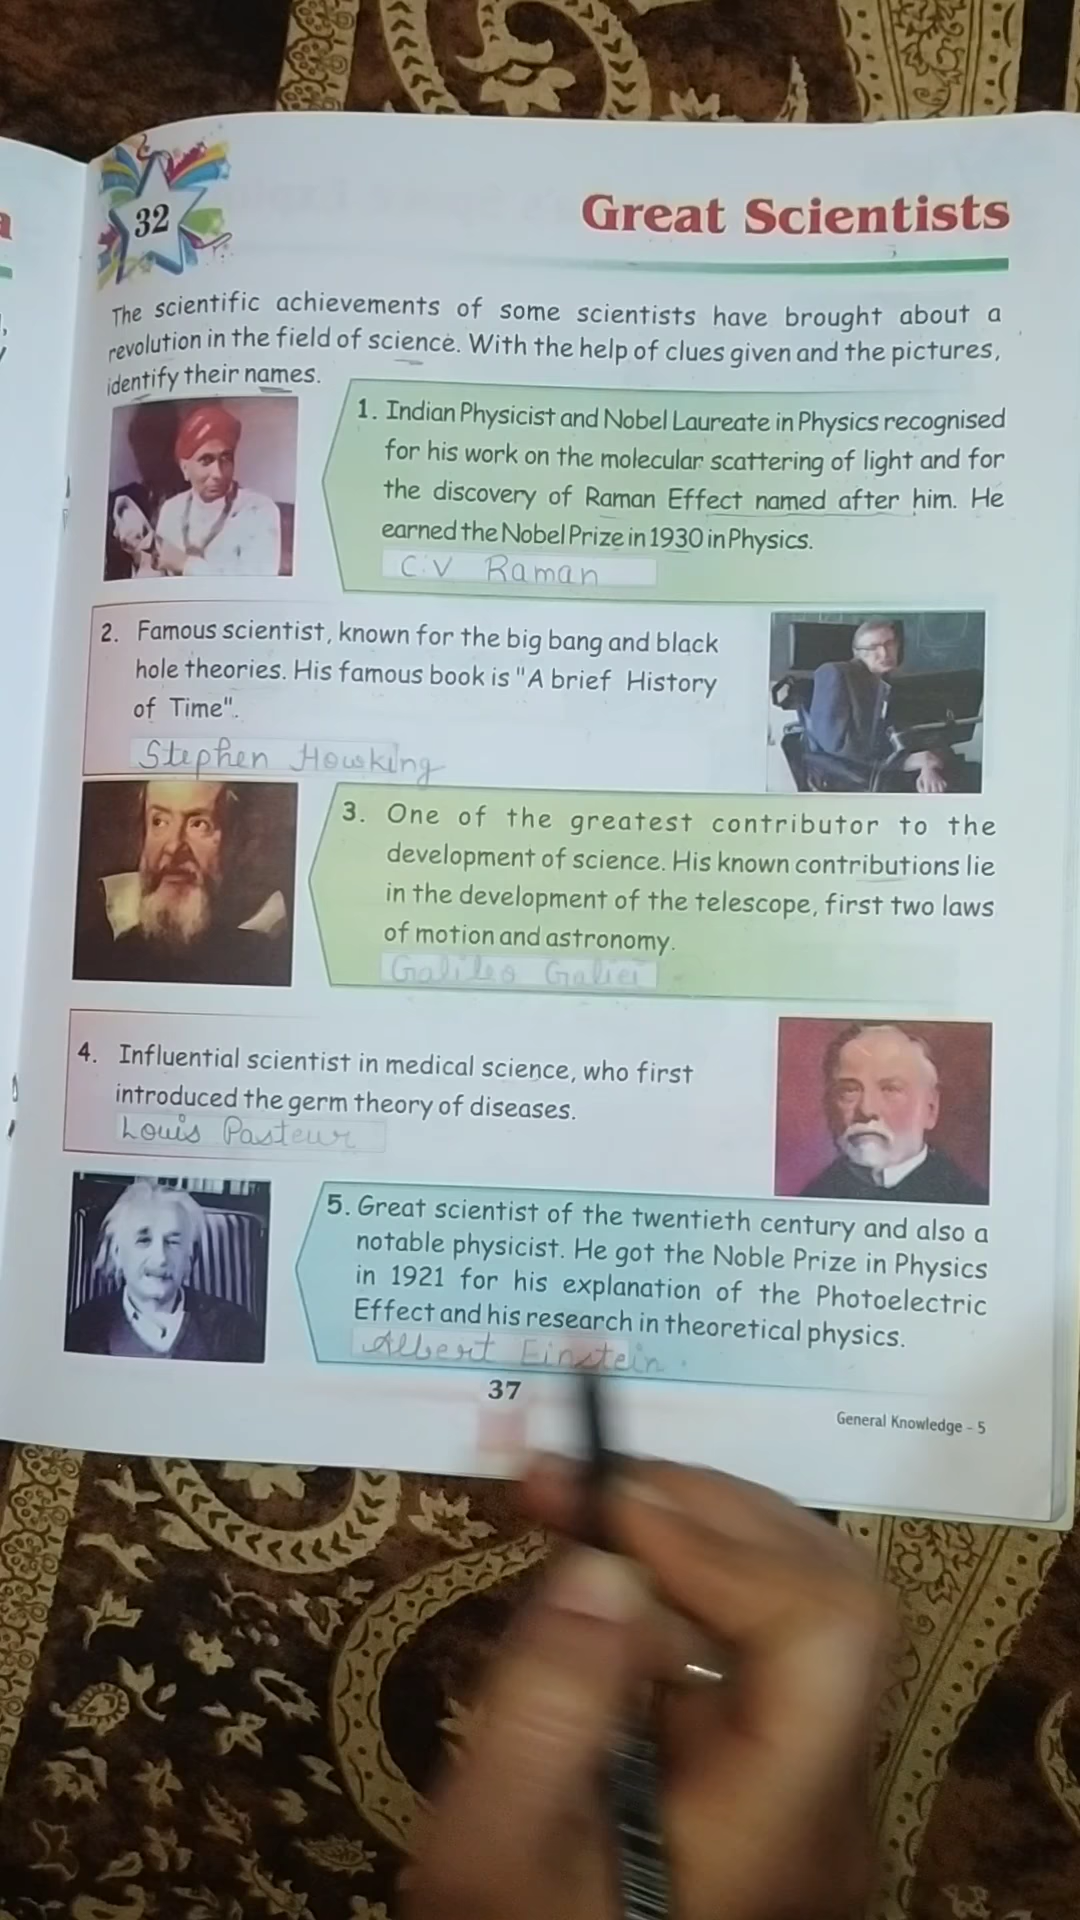 32
Great Scientists
The scientific achievements of some scientists have brought about a
revolution in the field of science. With the help of clues given and the pictures,
identify their names.
1. Indian Physicist and Nobel Laureate in Physics recognised
for his work on the molecular scattering of light and for
the discovery of Raman Effect named after him. He
earned the Nobel Prize in 1930 in Physics.
C.V Raman
2. Famous scientist, known for the big bang and black
hole theories. His famous book is "A brief History
of Time".
Stephen Howking
3. One of the greatest contributor to the
development of science. His known contributions lie
in the development of the telescope, first two laws
of motion and astronomy.
Galileo Galiei
4. Influential scientist in medical science, who first
introduced the germ theory of diseases.
Louis Pasteur
5. Great scientist of the twentieth century and also a
notable physicist. He got the Noble Prize in Physics
in 1921 for his explanation of the Photoelectric
Effect and his research in theoretical physics.
Albert Einstein.
37
General Knowledge - 5